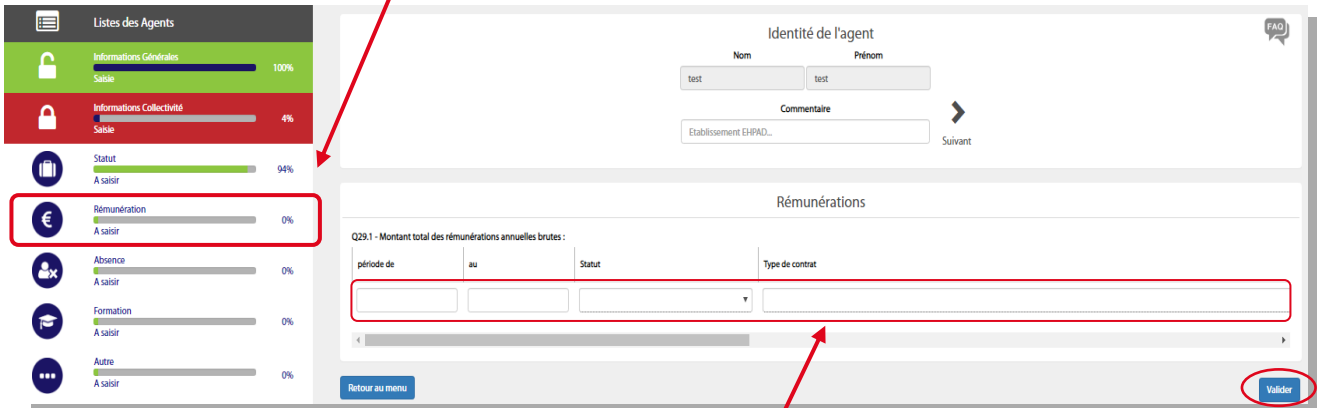 Listes des Agents
Informations Générales
100%
Saisie
Informations Collectivité
4%
Saisie
Statut
94%
A saisir
Rémunération
0%
A saisir
Absence
0%
A saisir
Formation
0%
A saisir
Autre
0%
A saisir
FAQ
Identité de l'agent
Nom Prénom
test test
Commentaire
Etablissement EHPAD...
Suivant
Rémunérations
Q29.1 - Montant total des rémunérations annuelles brutes :
période de au Statut Type de contrat
Retour au menu Valider